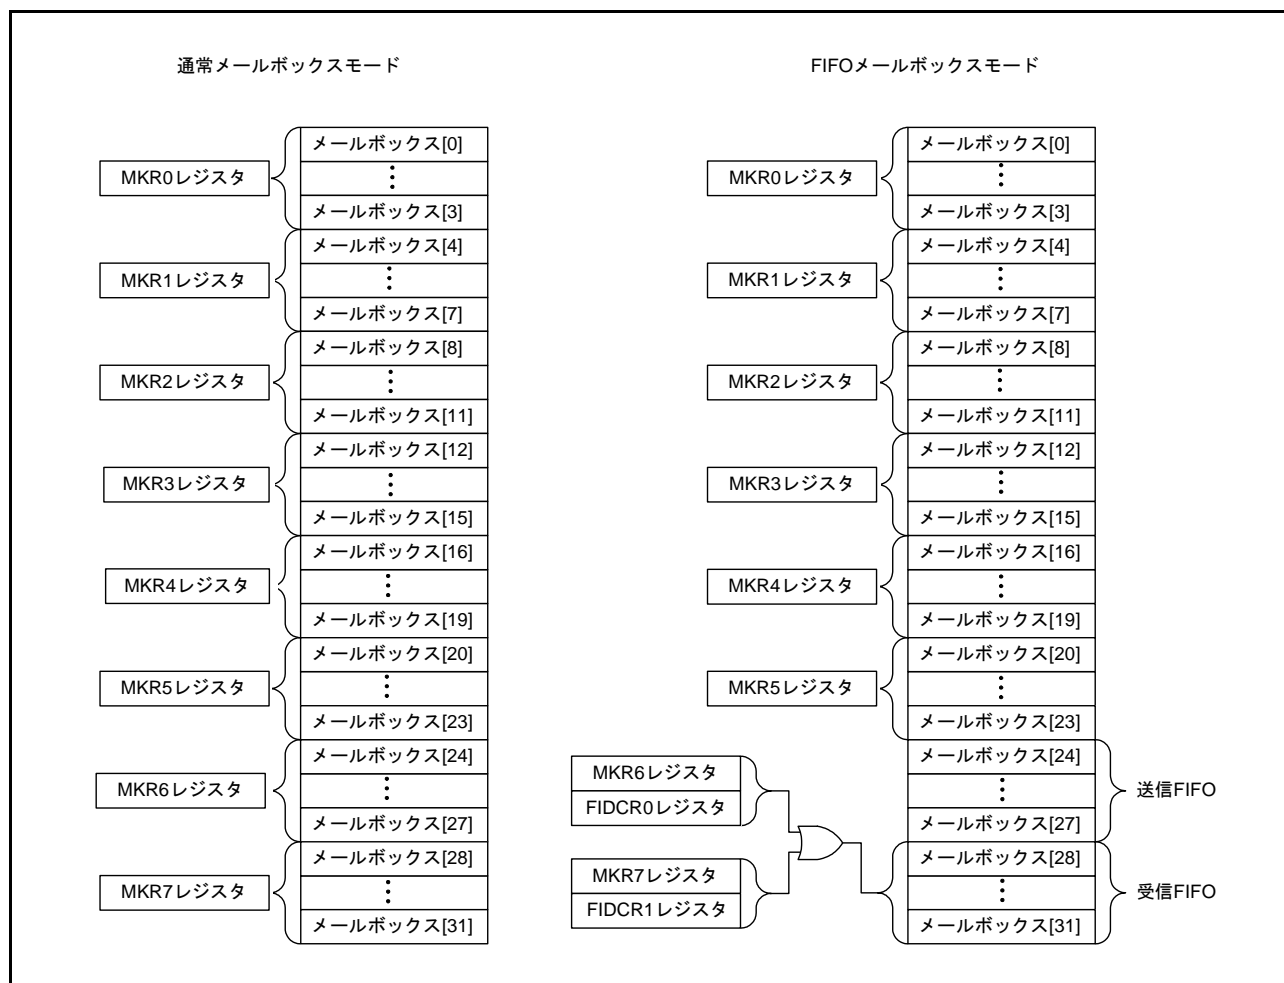 通常メールボックスモード
メールボックス[0]
MKR0レジスタ
メールボックス[3]
メールボックス[4]
MKR1レジスタ
メールボックス[7]
メールボックス[8]
MKR2レジスタ
メールボックス[11]
メールボックス[12]
MKR3レジスタ
メールボックス[15]
メールボックス[16]
MKR4レジスタ
メールボックス[19]
メールボックス[20]
MKR5レジスタ
メールボックス[23]
メールボックス[24]
MKR6レジスタ
メールボックス[27]
メールボックス[28]
MKR7レジスタ
メールボックス[31]
FIFOメールボックスモード
メールボックス[0]
MKR0レジスタ
メールボックス[3]
メールボックス[4]
MKR1レジスタ
メールボックス[7]
メールボックス[8]
MKR2レジスタ
メールボックス[11]
メールボックス[12]
MKR3レジスタ
メールボックス[15]
メールボックス[16]
MKR4レジスタ
メールボックス[19]
メールボックス[20]
MKR5レジスタ
メールボックス[23]
メールボックス[24]
MKR6レジスタ
FIDCR0レジスタ
送信FIFO
メールボックス[27]
メールボックス[28]
MKR7レジスタ
FIDCR1レジスタ
受信FIFO
メールボックス[31]